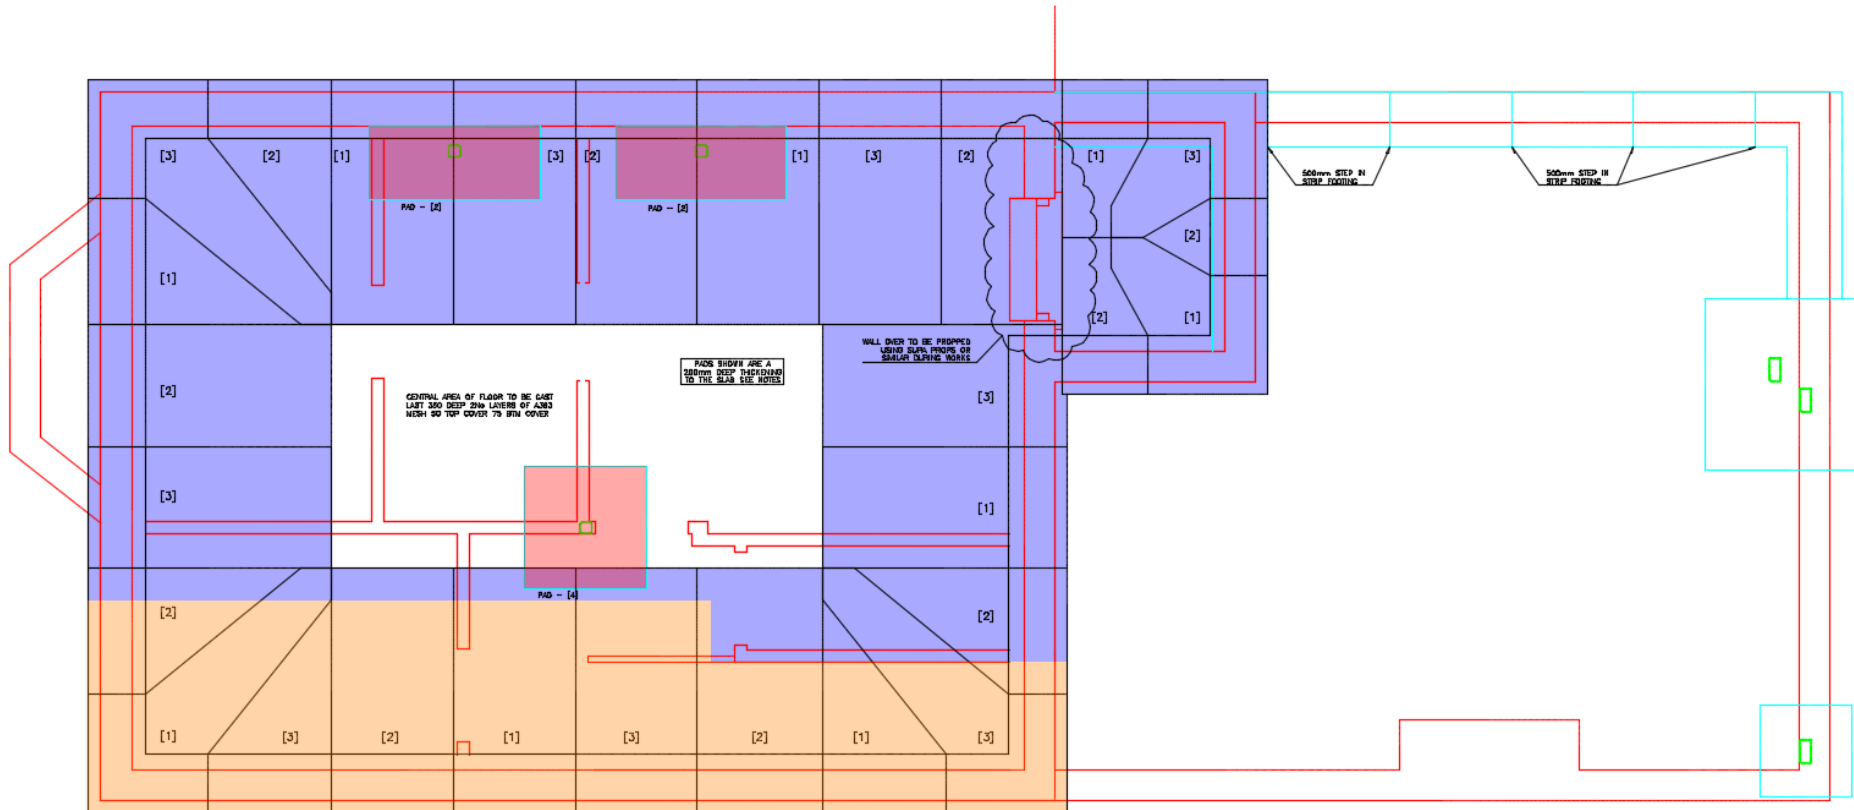 [3] [2] [1] [3] [2] [1] [3] [2] [1] [3]
500mm STEP IN
STRIP FOOTING
500mm STEP IN
STRIP FOOTING
PAD - [2]
PAD - [2]
[2]
[1]
[2] [1]
WALL OVER TO BE PROPPED
USING SUPA PROPS OR
SIMILAR DURING WORKS
PADS SHOWN ARE A
200mm DEEP THICKENING
TO THE SLAB SEE NOTES
[2]
CENTRAL AREA OF FLOOR TO BE CAST
LAST 350 DEEP 2No LAYERS OF A393
MESH 50 TOP COVER 75 BTM COVER
[3]
[3]
[1]
PAD - [4]
[2]
[2]
[1] [3] [2] [1] [3] [2] [1] [3]